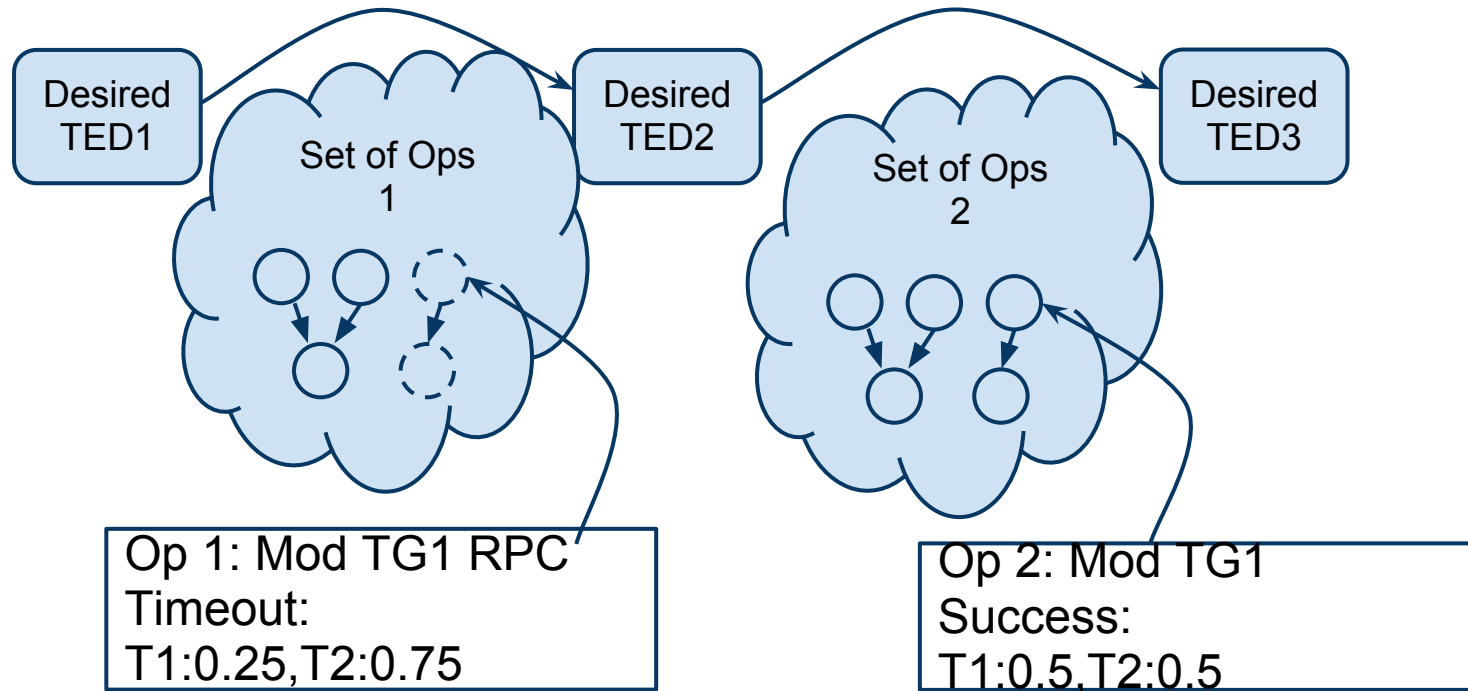 Desired
TED1
Set of Ops
1
Desired
TED2
Set of Ops
2
Desired
TED3
Op 1: Mod TG1 RPC
Timeout:
T1:0.25,T2:0.75
Op 2: Mod TG1
Success:
T1:0.5,T2:0.5